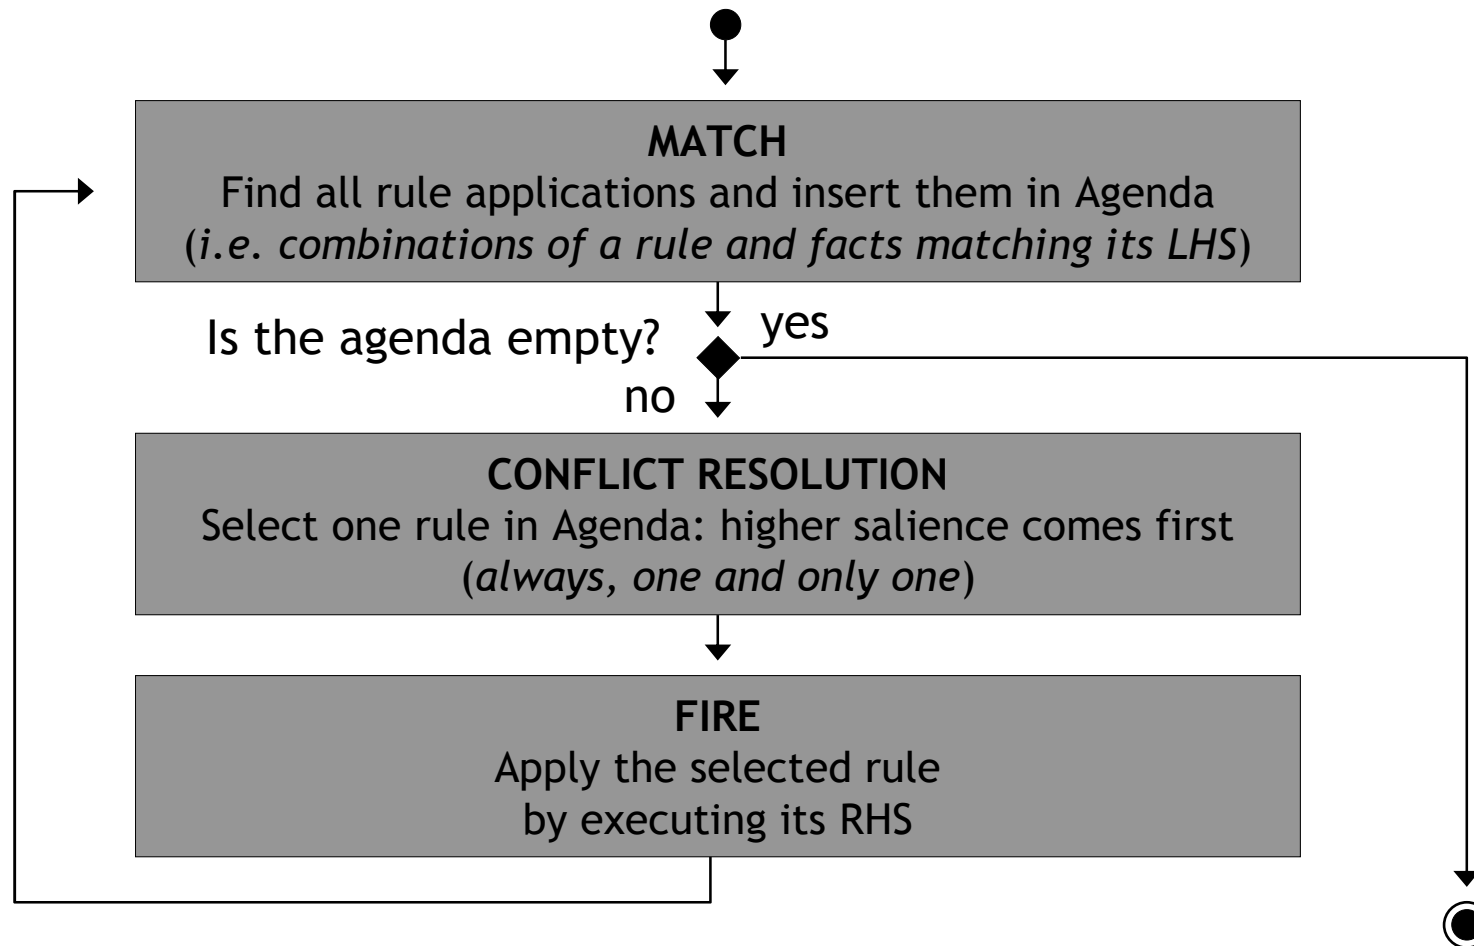 MATCH
Find all rule applications and insert them in Agenda
(i.e. combinations of a rule and facts matching its LHS)
Is the agenda empty?
yes
no
CONFLICT RESOLUTION
Select one rule in Agenda: higher salience comes first
(always, one and only one)
FIRE
Apply the selected rule
by executing its RHS